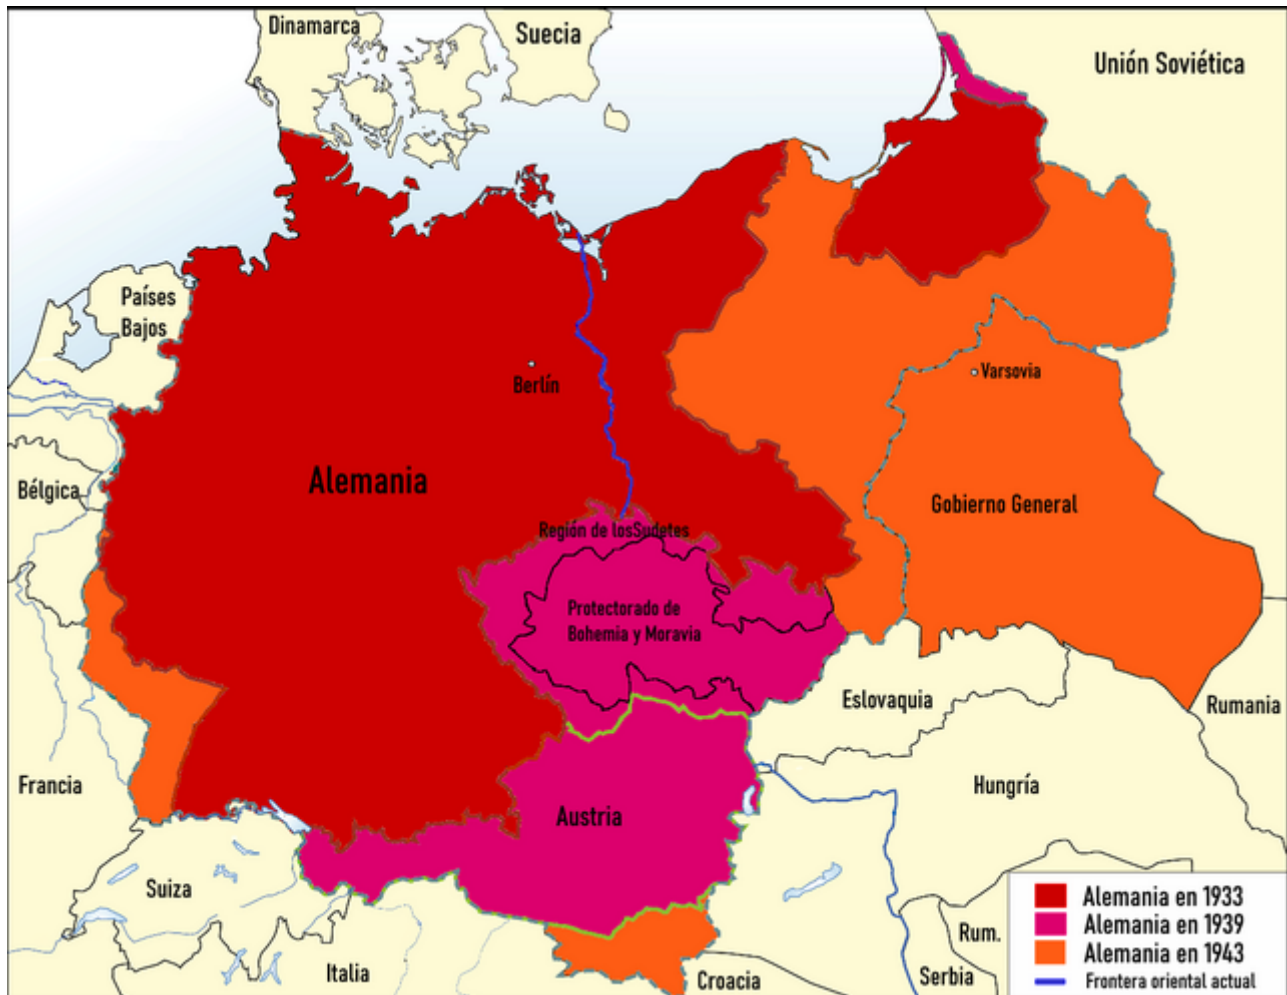 Dinamarca
Suecia
Unión Soviética
Países
Bajos
Berlín
Varsovia
Alemania
Bélgica
Gobierno General
Región de losSudetes
Protectorado de
Bohemia y Moravia
Eslovaquia
Rumania
Francia
Hungría
Austria
Suiza
Italia
Croacia
Serbia
Rum.
Alemania en 1933
Alemania en 1939
Alemania en 1943
Frontera oriental actual